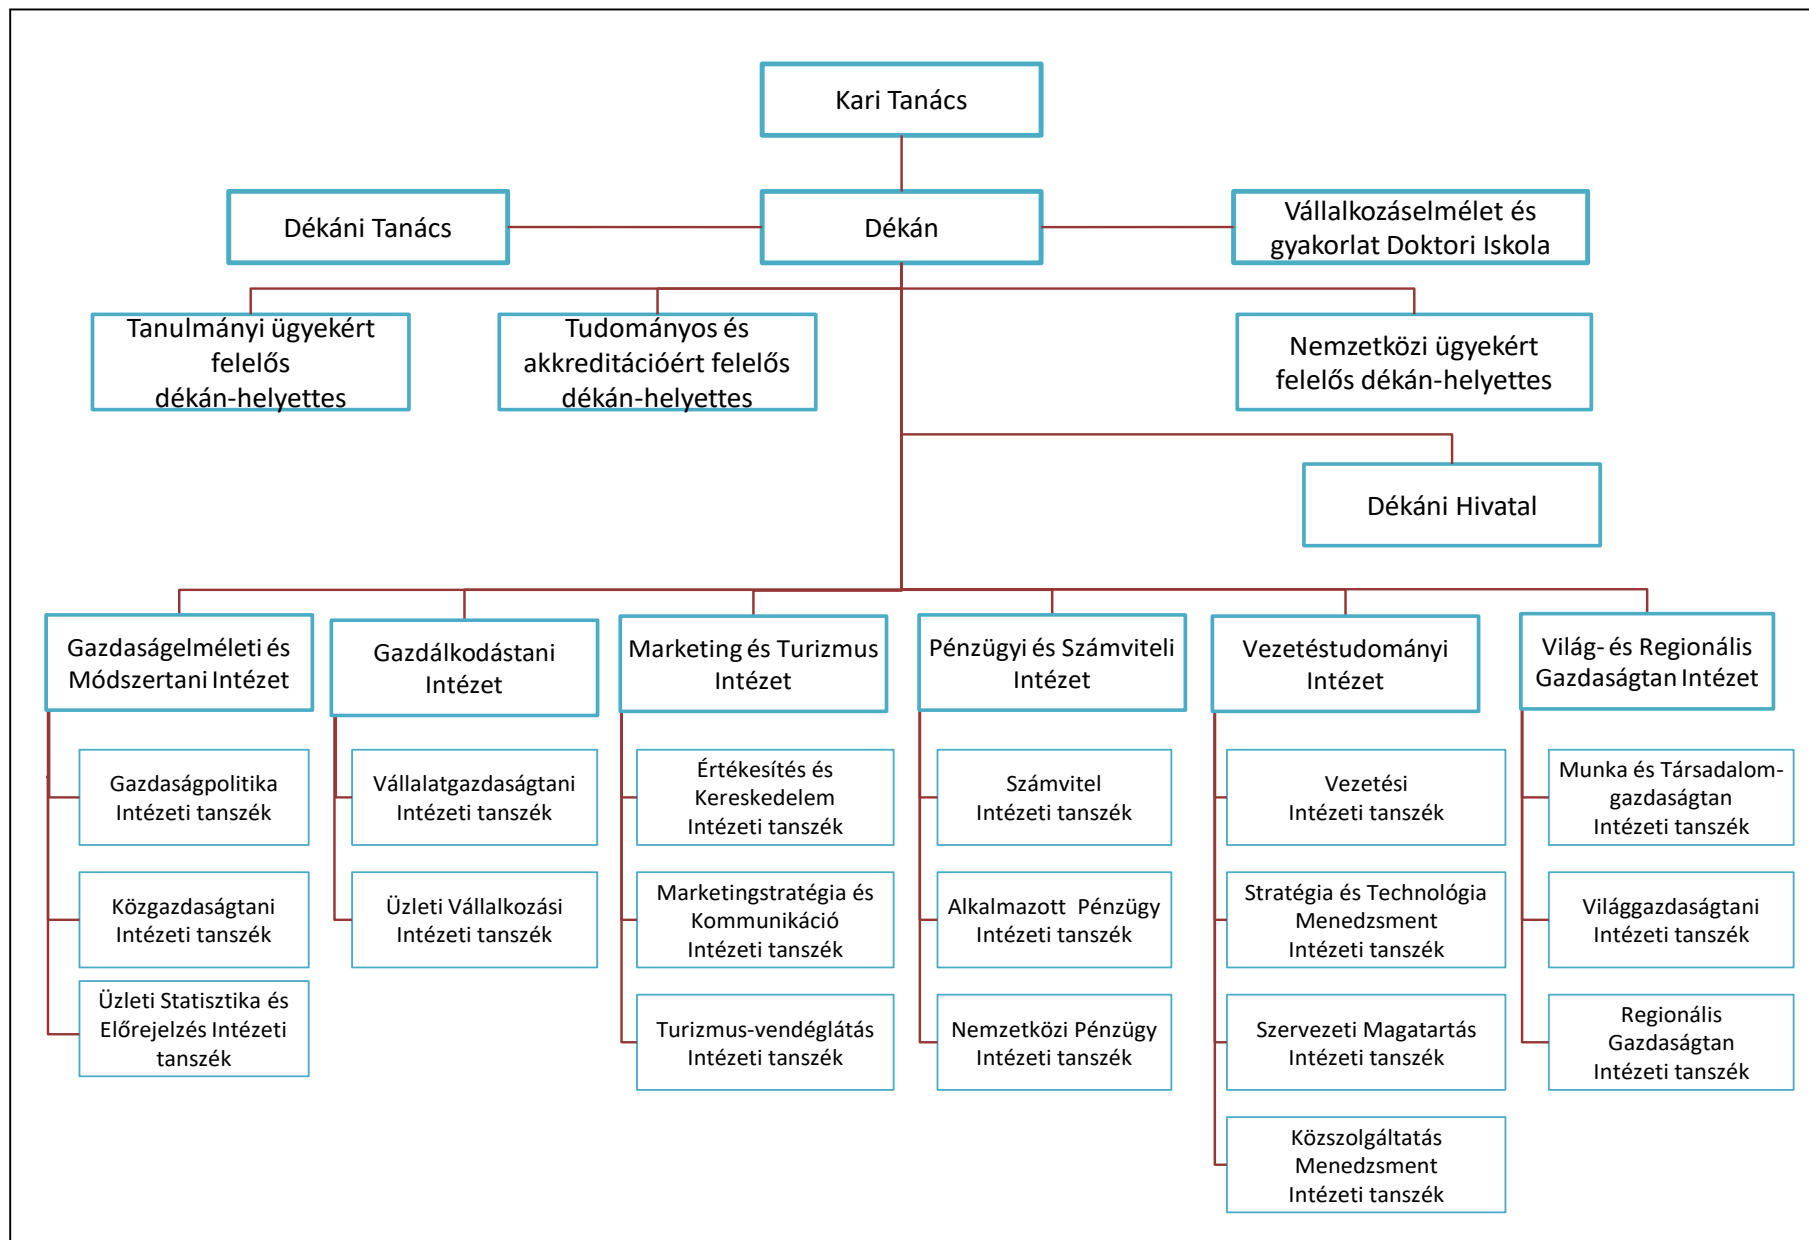 Kari Tanács
Dékáni Tanács
Dékán
Vállalkozáselmélet és
gyakorlat Doktori Iskola
Tanulmányi ügyekért
felelős
dékán-helyettes
Tudományos és
akkreditációért felelős
dékán-helyettes
Nemzetközi ügyekért
felelős dékán-helyettes
Dékáni Hivatal
Gazdaságelméleti és
Módszertani Intézet
Gazdálkodástani
Intézet
Marketing és Turizmus
Intézet
Pénzügyi és Számviteli
Intézet
Vezetéstudományi
Intézet
Világ- és Regionális
Gazdaságtan Intézet
Gazdaságpolitika
Intézeti tanszék
Vállalatgazdaságtani
Intézeti tanszék
Értékesítés és
Kereskedelem
Intézeti tanszék
Számvitel
Intézeti tanszék
Vezetési
Intézeti tanszék
Munka és Társadalom-
gazdaságtan
Intézeti tanszék
Közgazdaságtani
Intézeti tanszék
Üzleti Vállalkozási
Intézeti tanszék
Marketingstratégia és
Kommunikáció
Intézeti tanszék
Alkalmazott Pénzügy
Intézeti tanszék
Stratégia és Technológia
Menedzsment
Intézeti tanszék
Világgazdaságtani
Intézeti tanszék
Üzleti Statisztika és
Előrejelzés Intézeti
tanszék
Turizmus-vendéglátás
Intézeti tanszék
Nemzetközi Pénzügy
Intézeti tanszék
Szervezeti Magatartás
Intézeti tanszék
Regionális
Gazdaságtan
Intézeti tanszék
Közszolgáltatás
Menedzsment
Intézeti tanszék